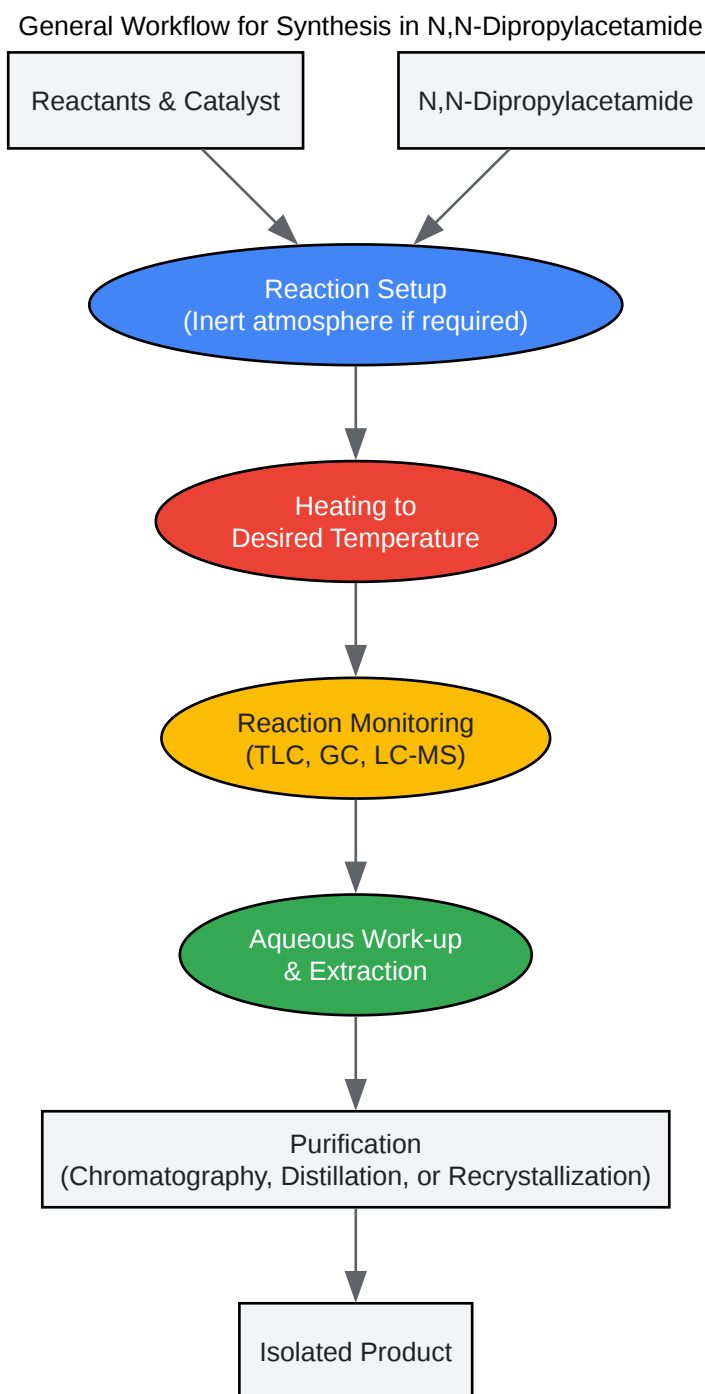 General Workflow for Synthesis in N,N-Dipropylacetamide
Reactants & Catalyst
N,N-Dipropylacetamide
Reaction Setup
(Inert atmosphere if required)
Heating to
Desired Temperature
Reaction Monitoring
(TLC, GC, LC-MS)
Aqueous Work-up
& Extraction
Purification
(Chromatography, Distillation, or Recrystallization)
Isolated Product